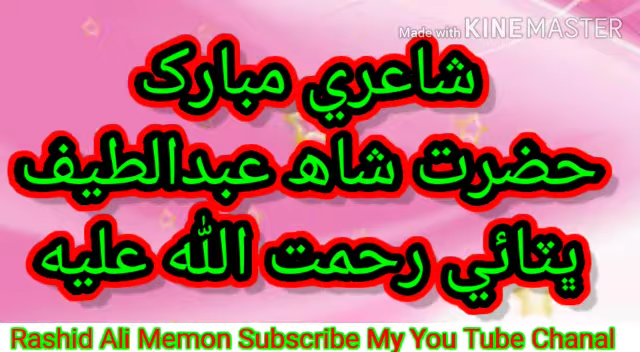 Made with KINEMASTER
شاعري مبارک
حضرت شاھ عبدالطيف
ڀٽائي رحمت الله عليه
Rashid Ali Memon Subscribe My You Tube Chanal